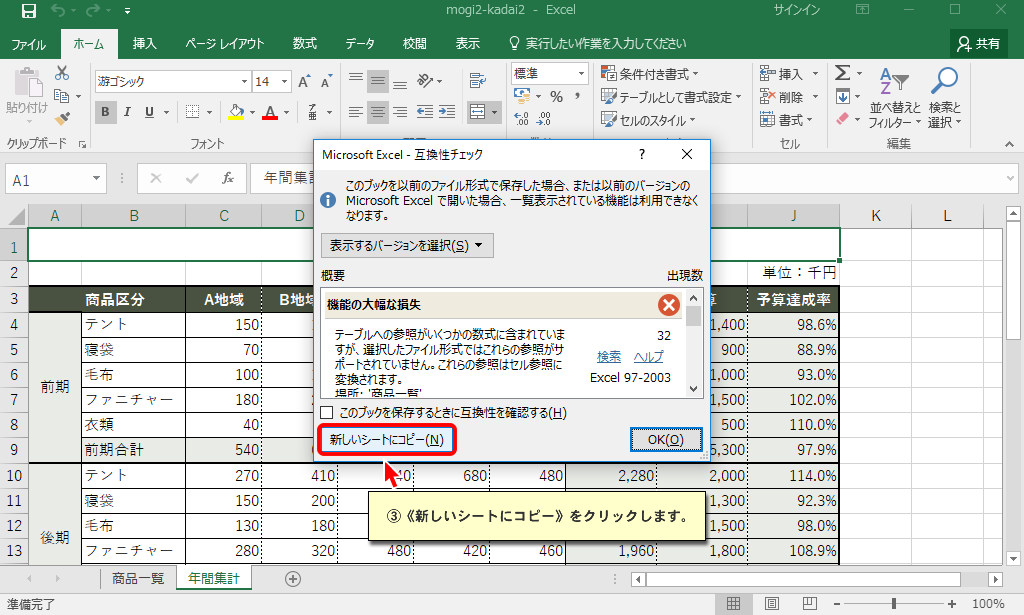 mogi2-kadai2 - Excel
サインイン
ファイル ホーム 挿入 ページ レイアウト 数式 データ 校閲 表示 実行したい作業を入力してください 共有
貼り付け
クリップボード
游ゴシック 14
B I U
フォント
標準
条件付き書式
テーブルとして書式設定
セルのスタイル
挿入
削除
書式
セル
並べ替えと
フィルター
検索と
選択
編集
A1
年間集計
A B C D J K L
1
2 単位：千円
3 商品区分 A地域 B地域 予算達成率
4 テント 150 1,400 98.6%
5 寝袋 70 900 88.9%
6 前期 毛布 100 1,000 93.0%
7 ファニチャー 180 1,500 102.0%
8 衣類 40 500 110.0%
9 前期合計 540 5,300 97.9%
10 テント 270 410 680 480 2,280 2,000 114.0%
11 寝袋 150 200 1,300 92.3%
12 後期 毛布 130 180 1,500 98.0%
13 ファニチャー 280 320 480 420 460 1,960 1,800 108.9%
Microsoft Excel - 互換性チェック
このブックを以前のファイル形式で保存した場合、または以前のバージョンの
Microsoft Excel で開いた場合、一覧表示されている機能は利用できなく
なります。
表示するバージョンを選択(S)
概要 出現数
機能の大幅な損失
テーブルへの参照がいくつかの数式に含まれていま
すが、選択したファイル形式ではこれらの参照がサ
ポートされていません。これらの参照はセル参照に
変換されます。
場所: '商品一覧'
32
検索 ヘルプ
Excel 97-2003
このブックを保存するときに互換性を確認する(H)
新しいシートにコピー(N) OK(O)
③《新しいシートにコピー》をクリックします。
商品一覧 年間集計
準備完了 100%